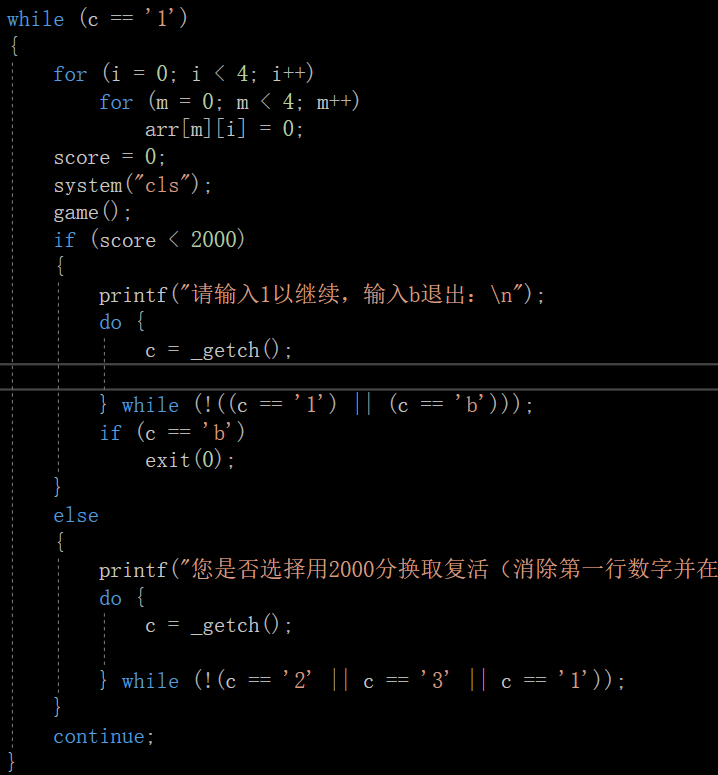 while (c == '1')
{
for (i = 0; i < 4; i++)
for (m = 0; m < 4; m++)
arr[m][i] = 0;
score = 0;
system("cls");
game();
if (score < 2000)
{
printf("请输入1以继续，输入b退出：\n");
do {
c = _getch();
} while (!((c == '1') || (c == 'b')));
if (c == 'b')
exit(0);
}
else
{
printf("您是否选择用2000分换取复活（消除第一行数字并在
do {
c = _getch();
} while (!(c == '2' || c == '3' || c == '1'));
}
continue;
}